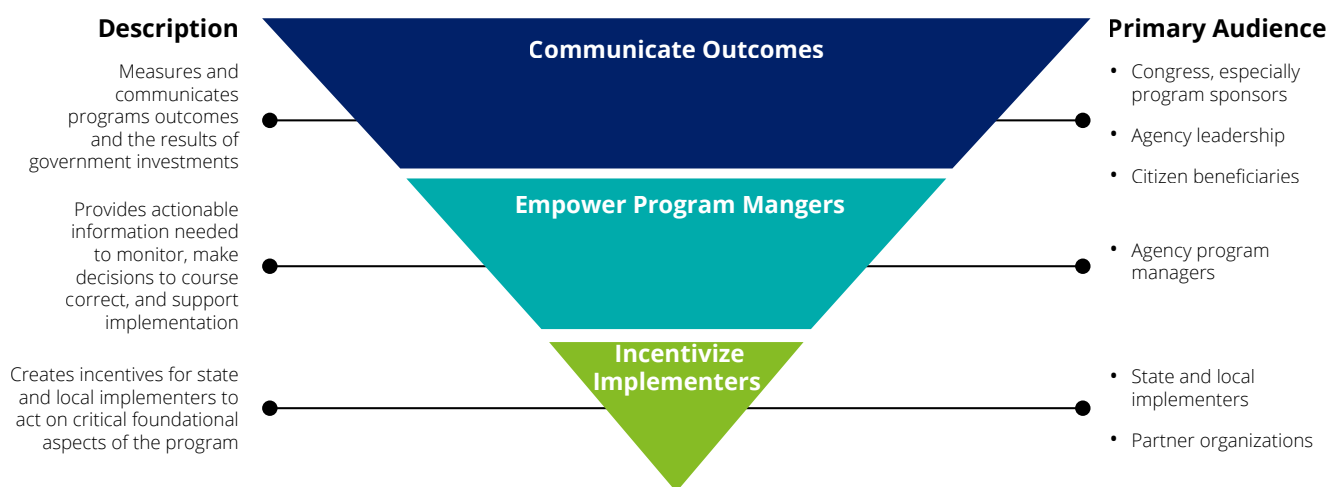 Description
Communicate Outcomes
Primary Audience
Measures and
communicates
programs outcomes
and the results of
government investments
• Congress, especially
program sponsors
• Agency leadership
• Citizen beneficiaries
Empower Program Mangers
Provides actionable
information needed
to monitor, make
decisions to course
correct, and support
implementation
• Agency program
managers
Incentivize
Implementers
Creates incentives for state
and local implementers to
act on critical foundational
aspects of the program
• State and local
implementers
• Partner organizations